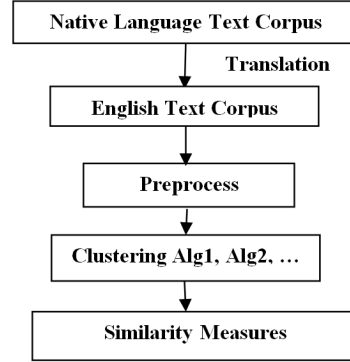 Native Language Text Corpus
Translation
English Text Corpus
Preprocess
Clustering Alg1, Alg2, …
Similarity Measures